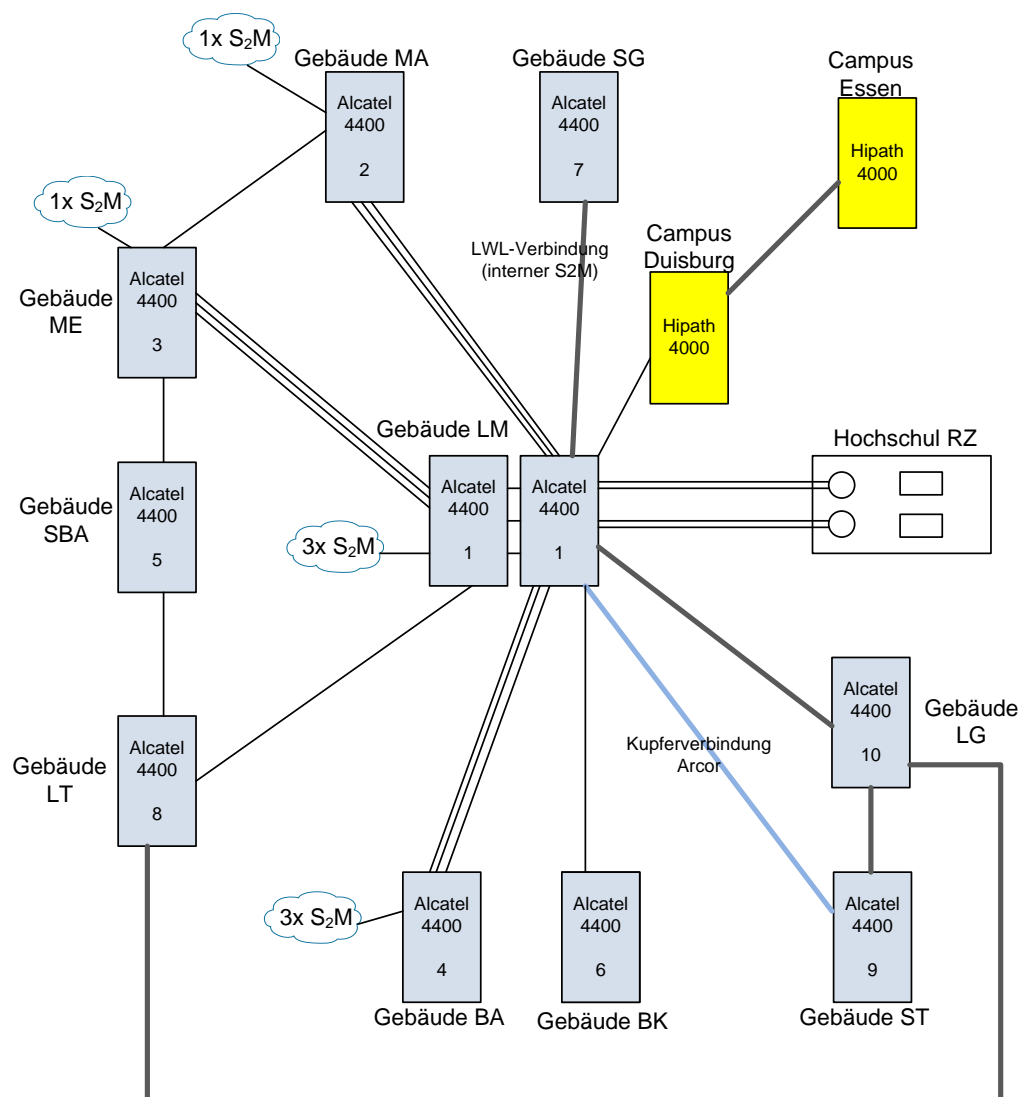 1x S₂M
Gebäude MA
Alcatel
4400
2
Gebäude SG
Alcatel
4400
7
Campus
Essen
Hipath
4000
1x S₂M
Gebäude
ME
Alcatel
4400
3
LWL-Verbindung
(interner S2M)
Campus
Duisburg
Hipath
4000
Gebäude LM
Alcatel
4400
1
Alcatel
4400
1
Hochschul RZ
Gebäude
SBA
Alcatel
4400
5
3x S₂M
Gebäude
LT
Alcatel
4400
8
Kupferverbindung
Arcor
Alcatel
4400
10
Gebäude
LG
3x S₂M
Alcatel
4400
4
Gebäude BA
Alcatel
4400
6
Gebäude BK
Alcatel
4400
9
Gebäude ST